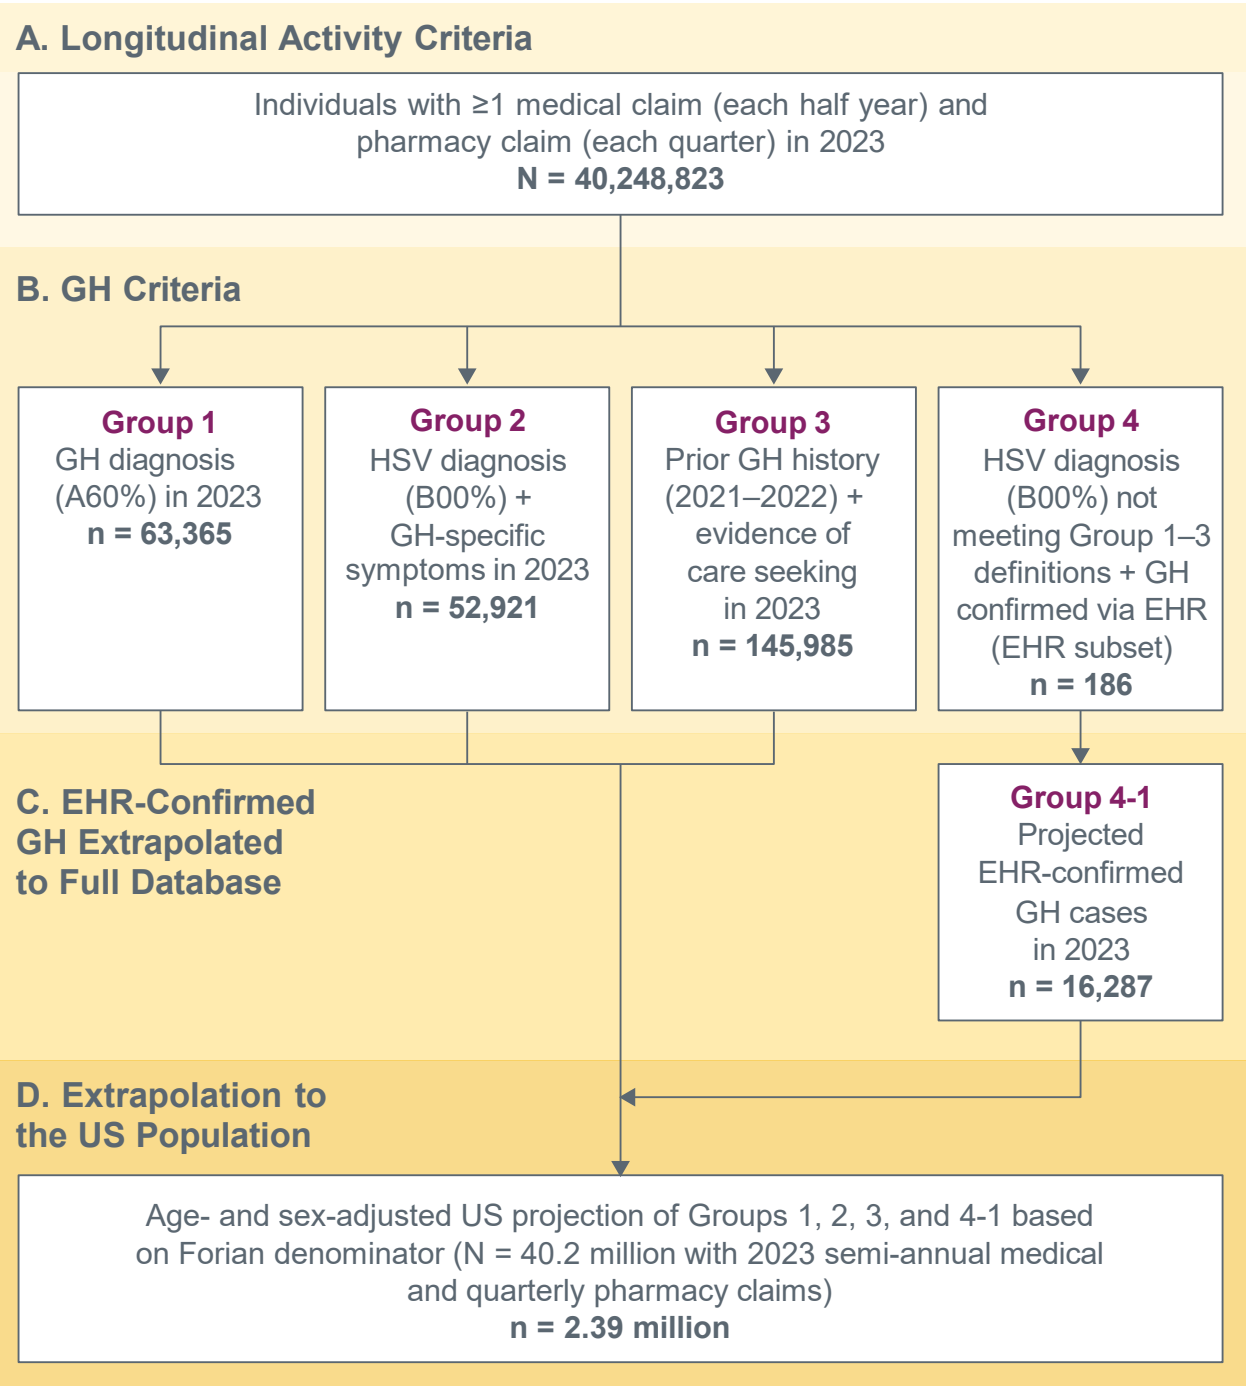 A. Longitudinal Activity Criteria
Individuals with ≥1 medical claim (each half year) and
pharmacy claim (each quarter) in 2023
N = 40,248,823
B. GH Criteria
Group 1
GH diagnosis
(A60%) in 2023
n = 63,365
Group 2
HSV diagnosis
(B00%) +
GH-specific
symptoms in 2023
n = 52,921
Group 3
Prior GH history
(2021–2022) +
evidence of
care seeking
in 2023
n = 145,985
Group 4
HSV diagnosis
(B00%) not
meeting Group 1–3
definitions + GH
confirmed via EHR
(EHR subset)
n = 186
C. EHR-Confirmed
GH Extrapolated
to Full Database
Group 4-1
Projected
EHR-confirmed
GH cases
in 2023
n = 16,287
D. Extrapolation to
the US Population
Age- and sex-adjusted US projection of Groups 1, 2, 3, and 4-1 based
on Forian denominator (N = 40.2 million with 2023 semi-annual medical
and quarterly pharmacy claims)
n = 2.39 million